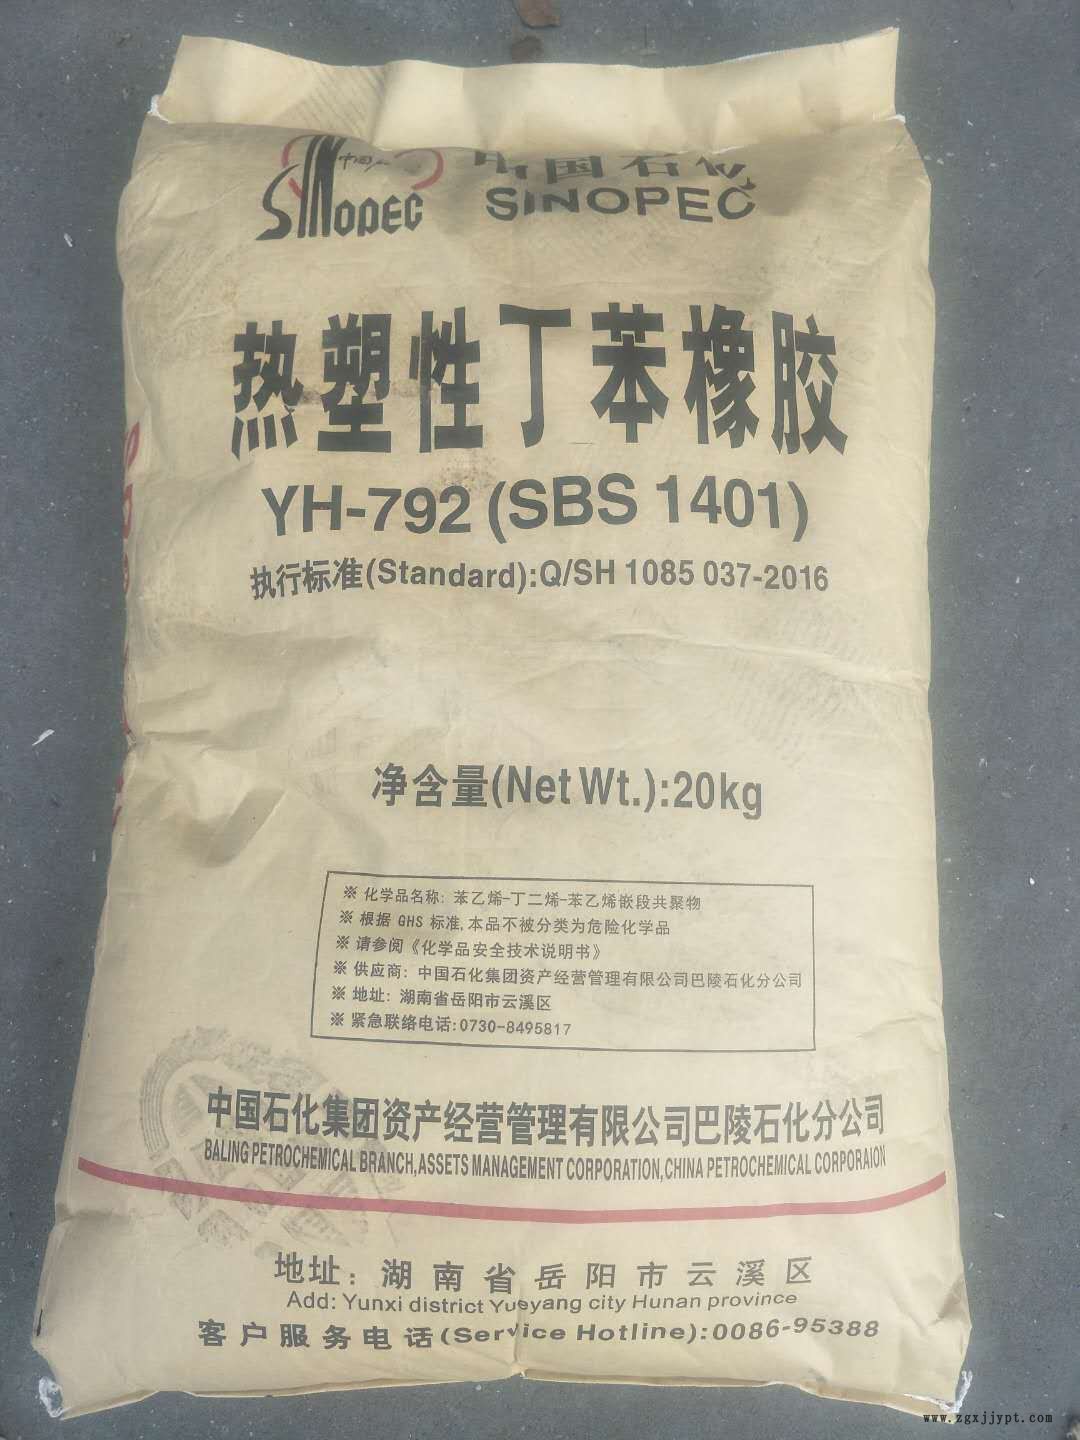 SINOPEC 中国石化
SINOPEC
热塑性丁苯橡胶
YH-792 (SBS 1401)
执行标准(Standard):Q/SH 1085 037-2016
净含量(Net Wt.):20kg
※ 化学品名称: 苯乙烯-丁二烯-苯乙烯嵌段共聚物
※ 根据 GHS 标准,本品不被分类为危险化学品
※ 请参阅《化学品安全技术说明书》
※ 供应商: 中国石化集团资产经营管理有限公司巴陵石化分公司
※ 地址: 湖南省岳阳市云溪区
※ 紧急联络电话:0730-8495817
中国石化集团资产经营管理有限公司巴陵石化分公司
BALING PETROCHEMICAL BRANCH,ASSETS MANAGEMENT CORPORATION,CHINA PETROCHEMICAL CORPORAION
地址: 湖南省岳阳市云溪区
Add: Yunxi district Yueyang city Hunan province
客户服务电话(Service Hotline):0086-95388
www.zgxjjypt.com